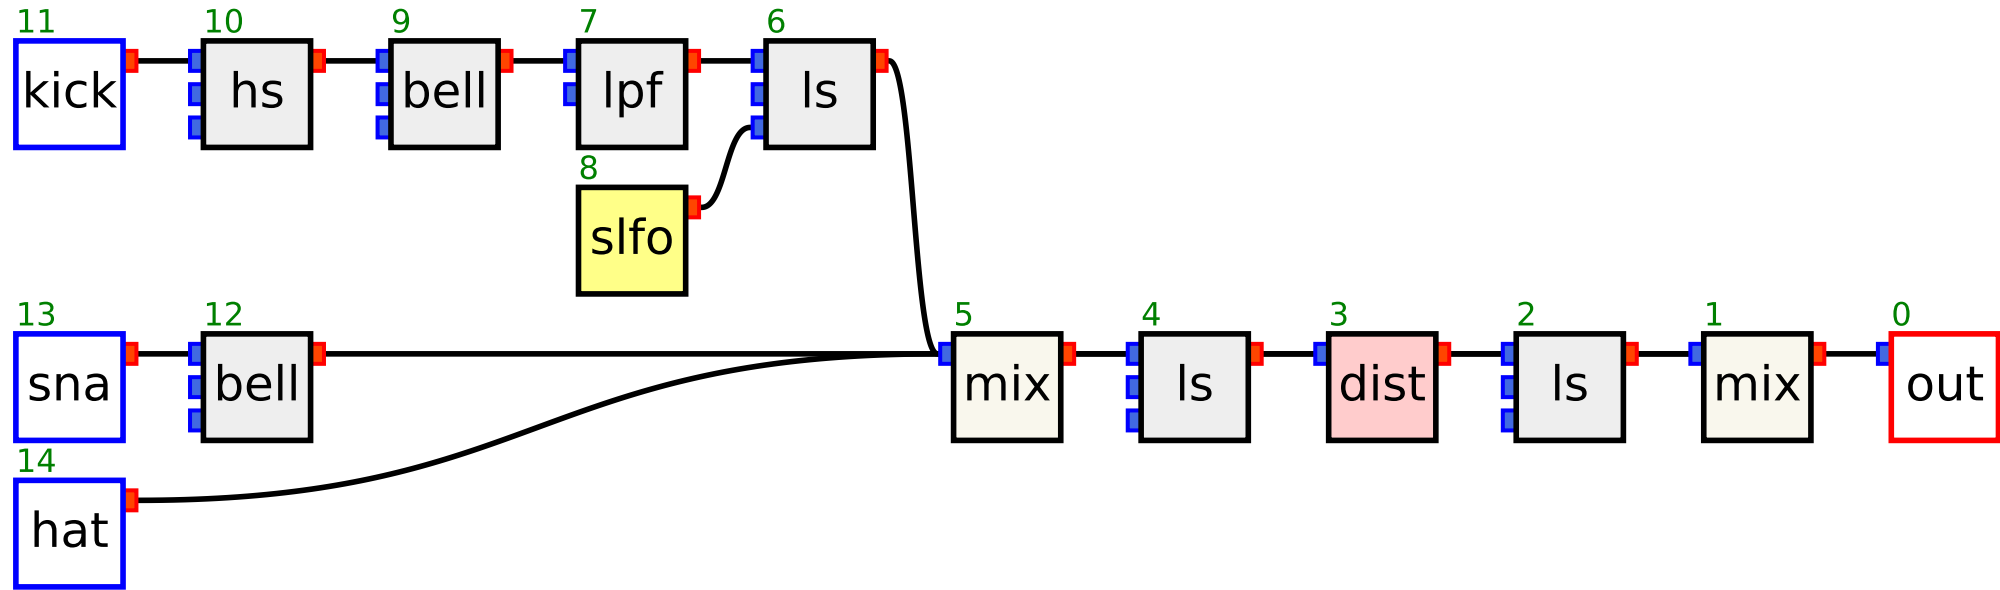 11 10 9 7 6
kick hs bell lpf ls
8
slfo
13 12 5 4 3 2 1 0
sna bell mix ls dist ls mix out
14
hat